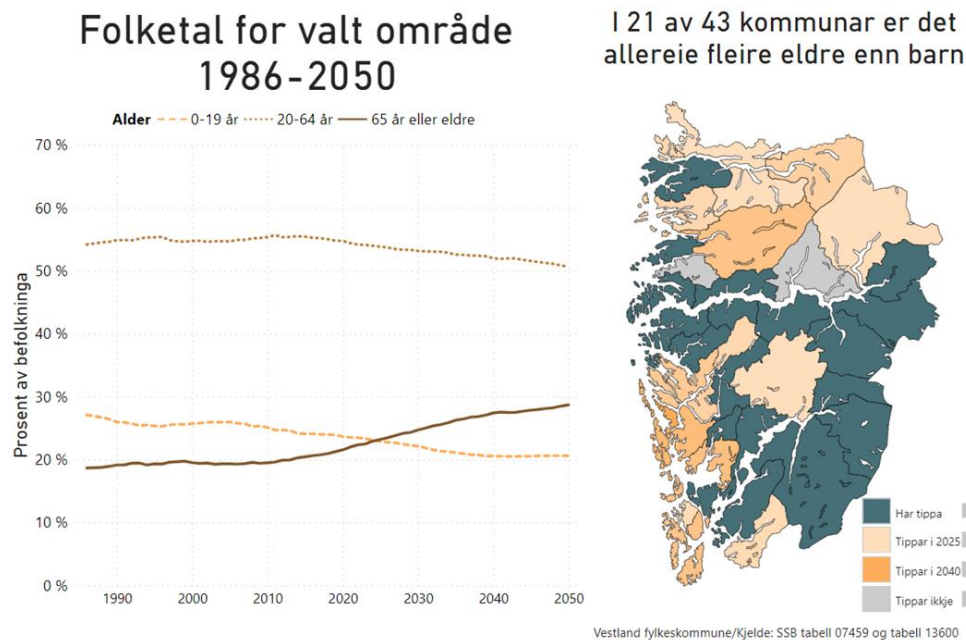 Folketal for valt område
1986-2050
I 21 av 43 kommunar er det
allereie fleire eldre enn barn
Alder 0-19 år 20-64 år 65 år eller eldre
Prosent av befolkninga
70 %
60 %
50 %
40 %
30 %
20 %
10 %
0 %
1990 2000 2010 2020 2030 2040 2050
Har tippa
Tippar i 2025
Tippar i 2040
Tippar ikkje
Vestland fylkeskommune/Kjelde: SSB tabell 07459 og tabell 13600